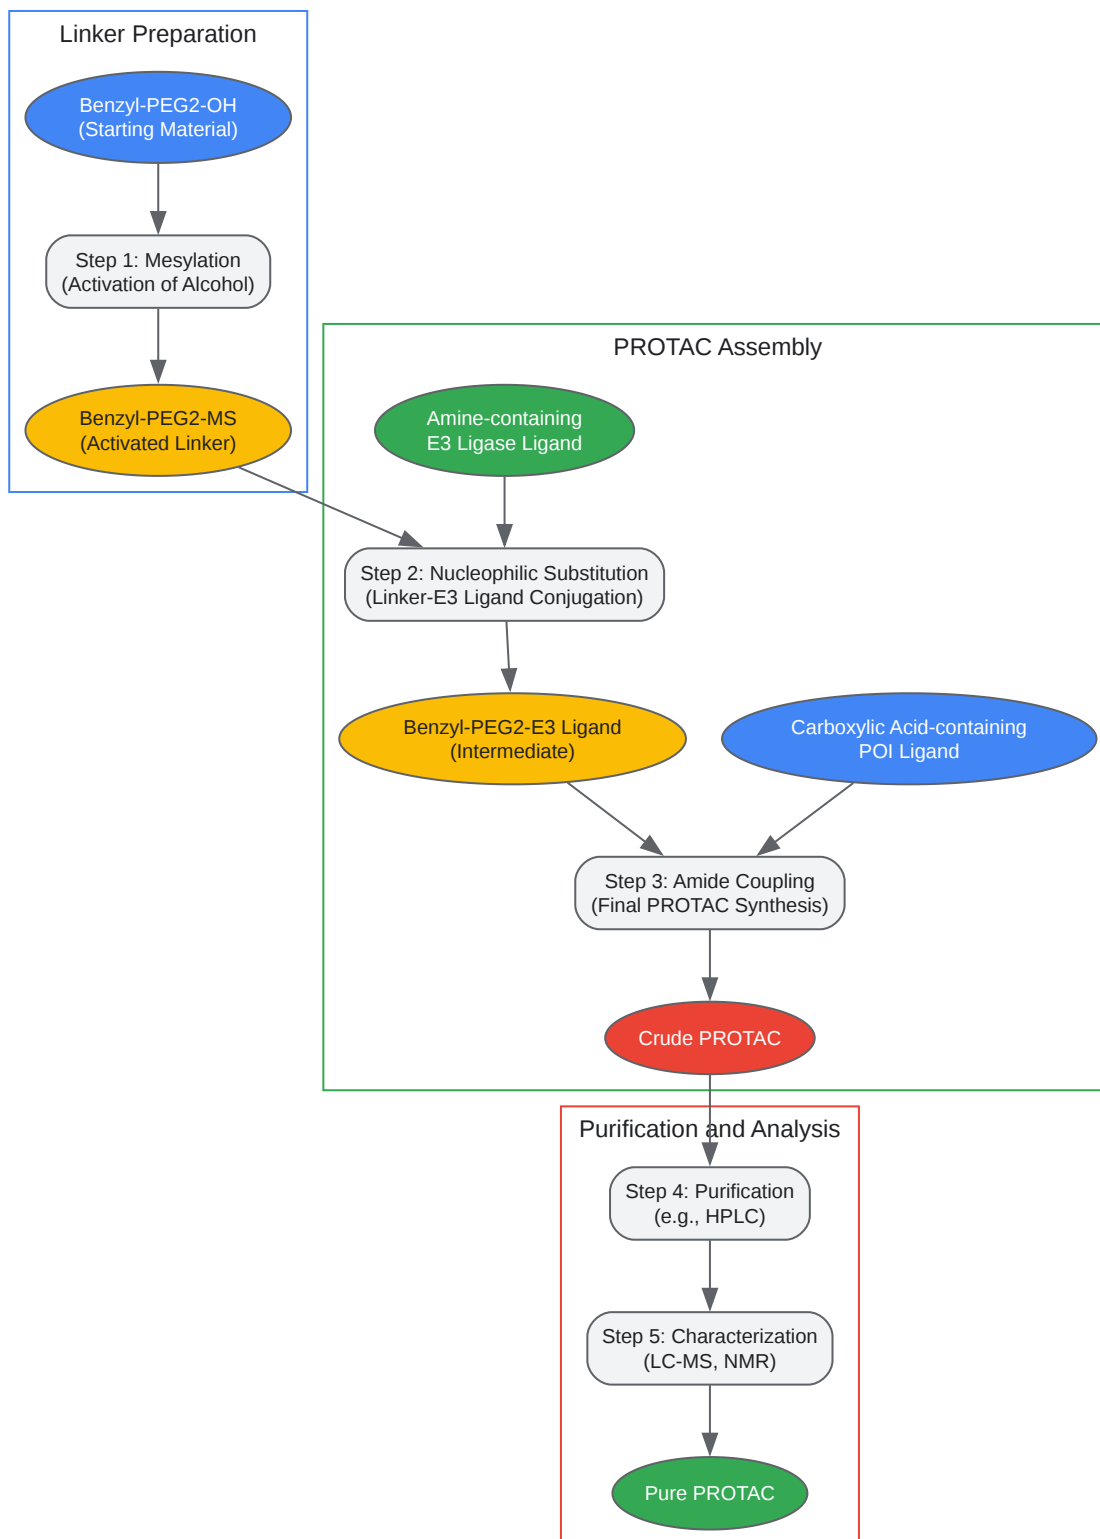 Linker Preparation
Benzyl-PEG2-OH
(Starting Material)
Step 1: Mesylation
(Activation of Alcohol)
PROTAC Assembly
Benzyl-PEG2-MS
(Activated Linker)
Amine-containing
E3 Ligase Ligand
Step 2: Nucleophilic Substitution
(Linker-E3 Ligand Conjugation)
Benzyl-PEG2-E3 Ligand
(Intermediate)
Carboxylic Acid-containing
POI Ligand
Step 3: Amide Coupling
(Final PROTAC Synthesis)
Crude PROTAC
Purification and Analysis
Step 4: Purification
(e.g., HPLC)
Step 5: Characterization
(LC-MS, NMR)
Pure PROTAC